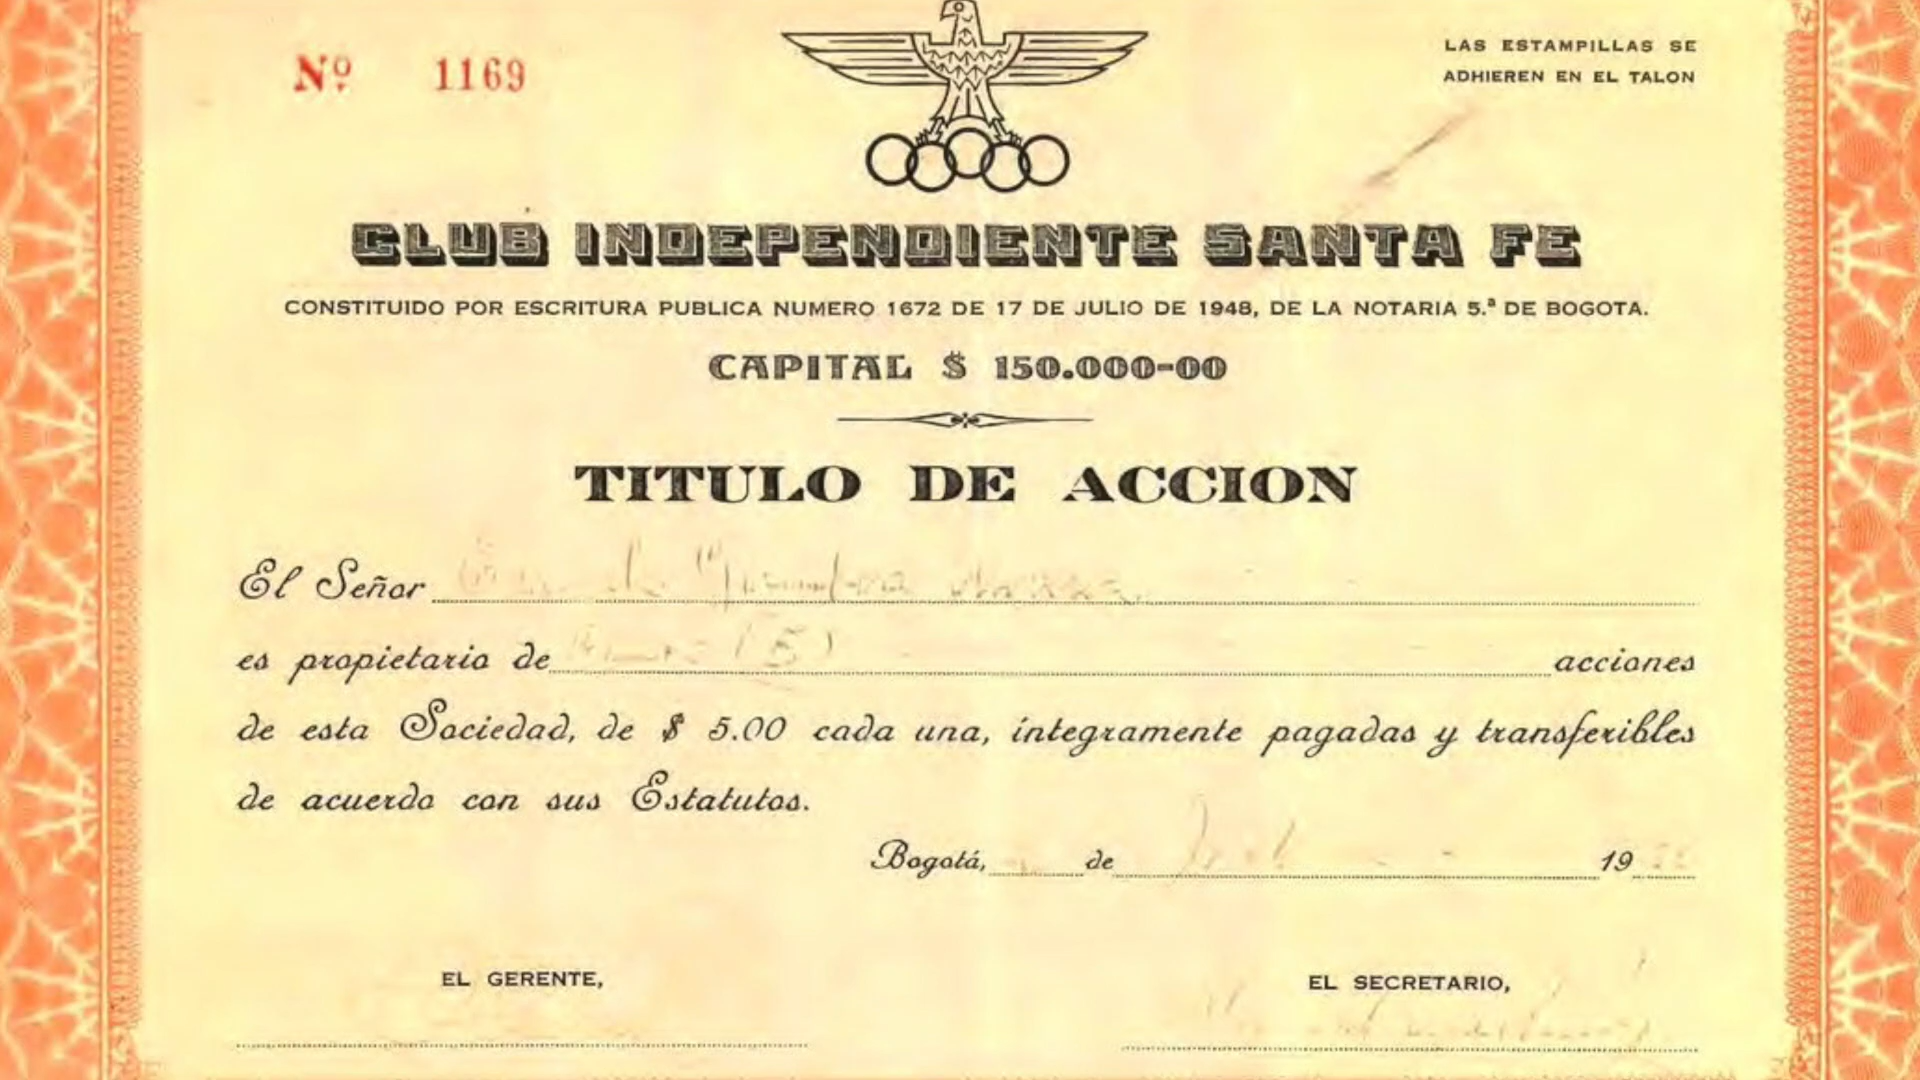 Nº 1169
LAS ESTAMPILLAS SE
ADHIEREN EN EL TALON
CLUB INDEPENDIENTE SANTA FE
CONSTITUIDO POR ESCRITURA PUBLICA NUMERO 1672 DE 17 DE JULIO DE 1948, DE LA NOTARIA 5.ª DE BOGOTA.
CAPITAL $ 150.000-00
TITULO DE ACCION
El Señor
es propietario de (5) acciones
de esta Sociedad, de $ 5.00 cada una, íntegramente pagadas y transferibles
de acuerdo con sus Estatutos.
Bogotá, de 19
EL GERENTE,
EL SECRETARIO,